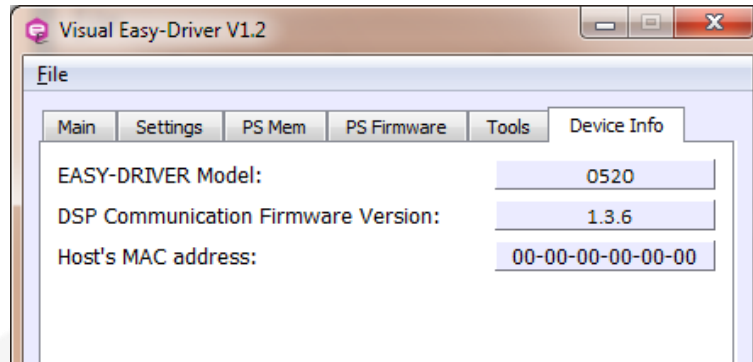 Visual Easy-Driver V1.2
File
Main Settings PS Mem PS Firmware Tools Device Info
EASY-DRIVER Model: 0520
DSP Communication Firmware Version: 1.3.6
Host's MAC address: 00-00-00-00-00-00